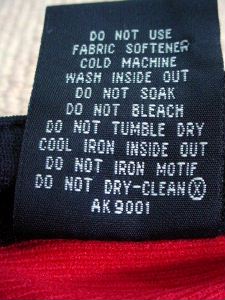 DO NOT USE
FABRIC SOFTENER
COLD MACHINE
WASH INSIDE OUT
DO NOT SOAK
DO NOT BLEACH
DO NOT TUMBLE DRY
COOL IRON INSIDE OUT
DO NOT IRON MOTIF
DO NOT DRY-CLEAN Ⓧ
AK9001